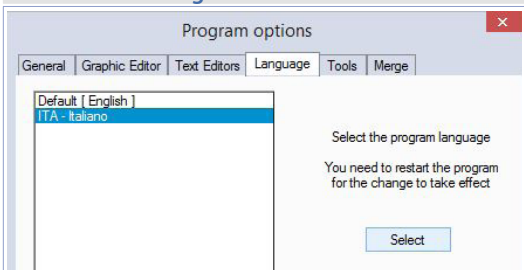 Program options
x
General Graphic Editor Text Editors Language Tools Merge
Default [ English ]
ITA - Italiano
Select the program language
You need to restart the program
for the change to take effect
Select